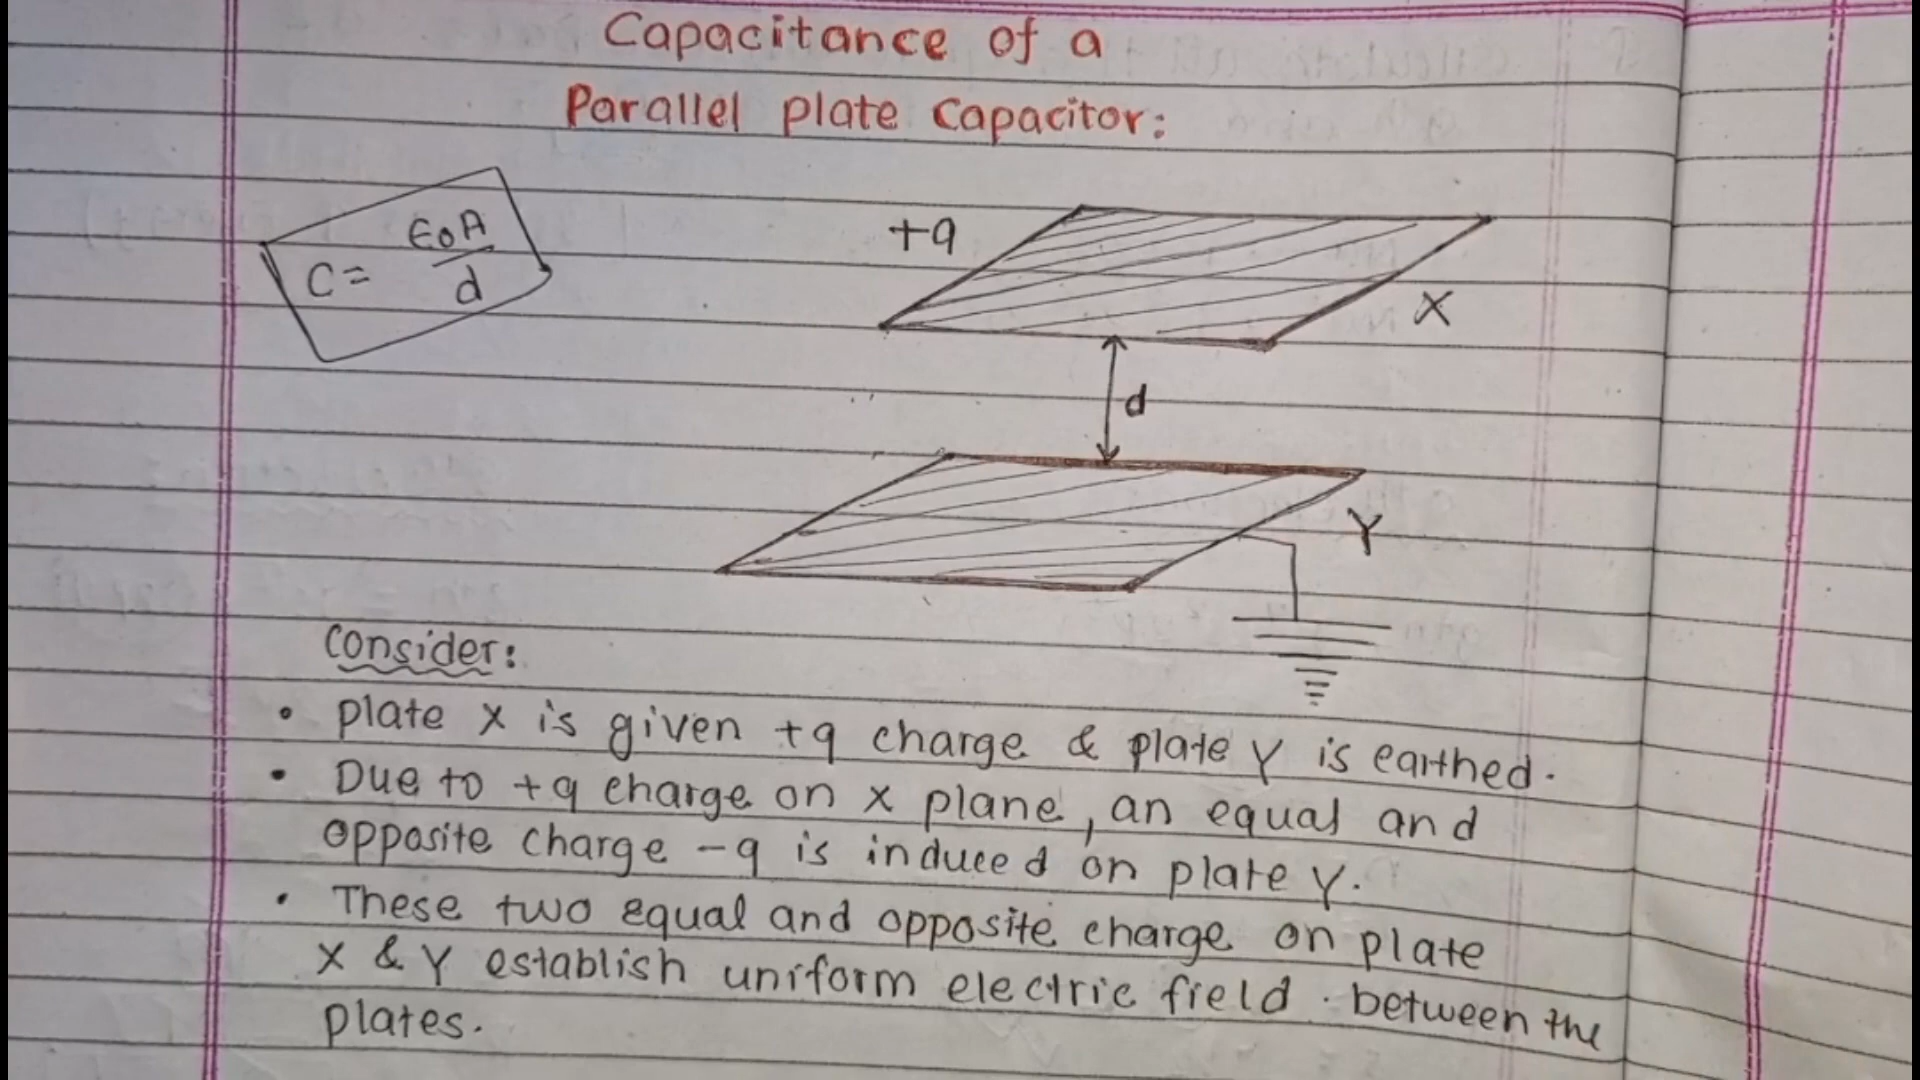 Capacitance of a
Parallel plate capacitor:
C = ε₀A/d
+q
X
d
Y
Consider:
• plate X is given +q charge & plate Y is earthed.
• Due to +q charge on X plane, an equal and
opposite charge -q is induced on plate Y.
• These two equal and opposite charge on plate
X & Y establish uniform electric field. between the
plates.